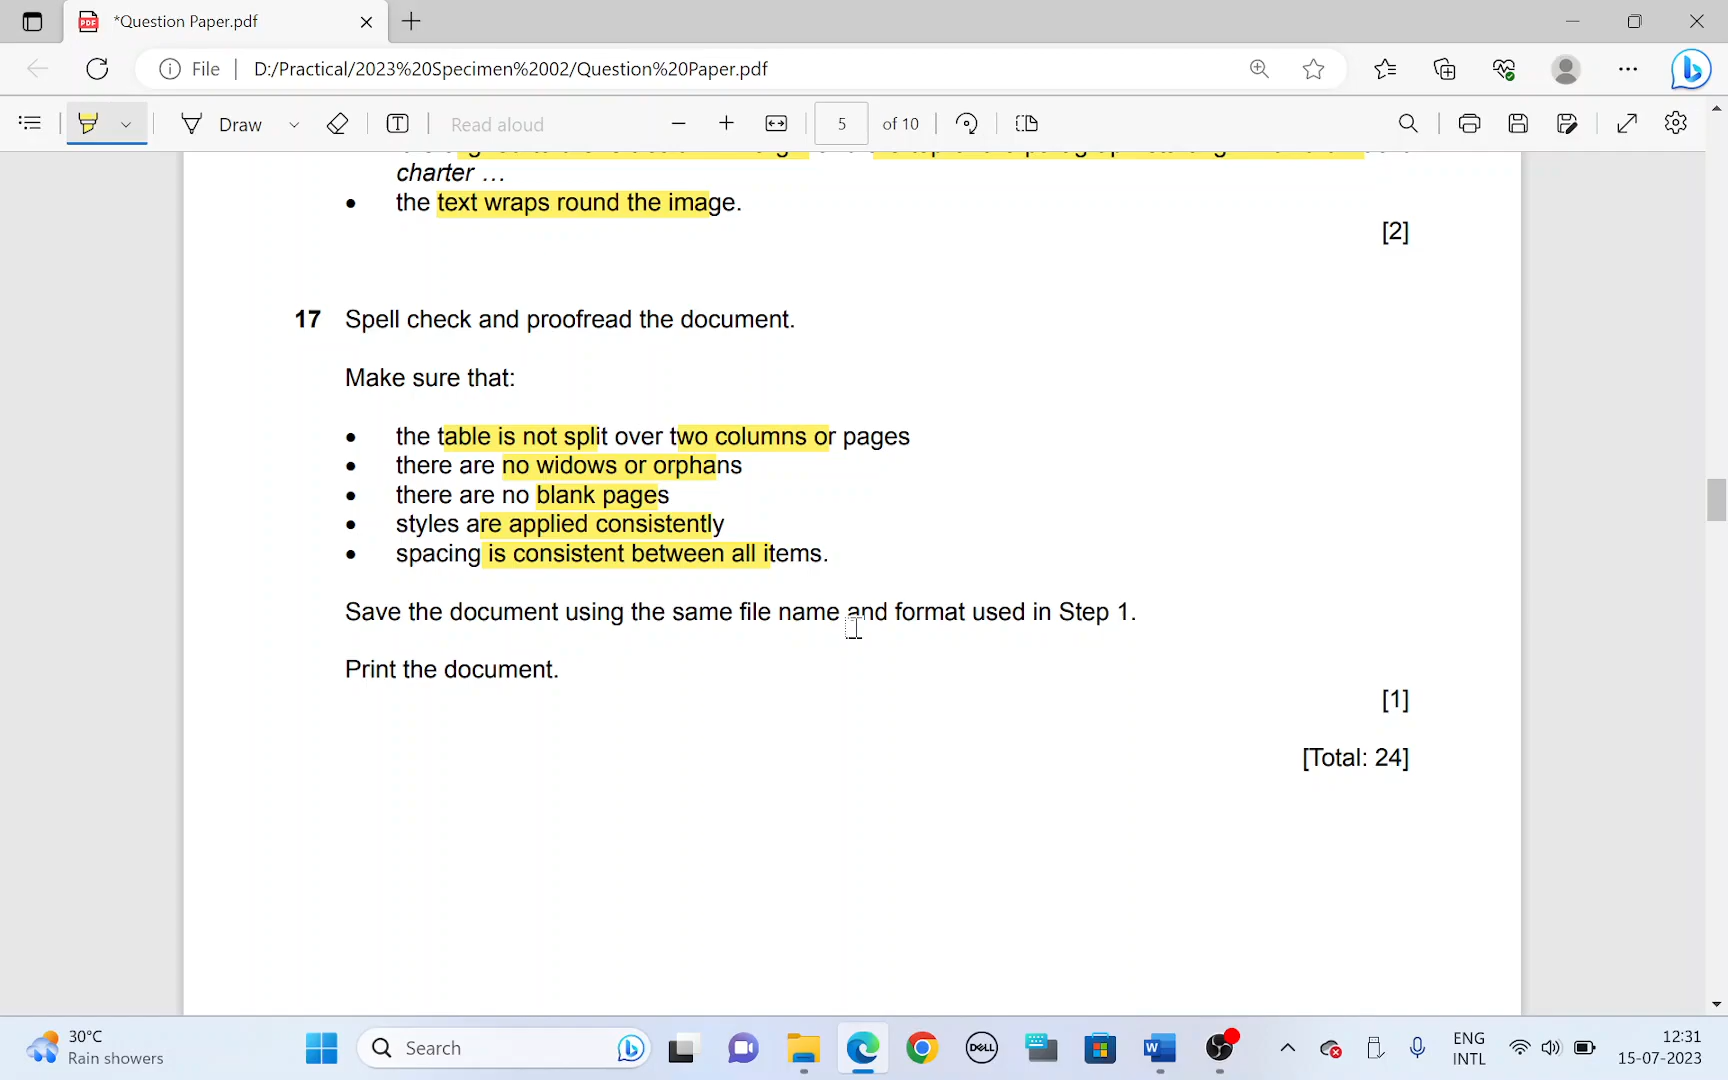 *Question Paper.pdf
File
D:/Practical/2023%20Specimen%2002/Question%20Paper.pdf
Draw
Read aloud
5
of 10
charter ...
• the text wraps round the image.
[2]
17 Spell check and proofread the document.
Make sure that:
• the table is not split over two columns or pages
• there are no widows or orphans
• there are no blank pages
• styles are applied consistently
• spacing is consistent between all items.
Save the document using the same file name and format used in Step 1.
Print the document.
[1]
[Total: 24]
30°C
Rain showers
Search
DELL
ENG
INTL
12:31
15-07-2023